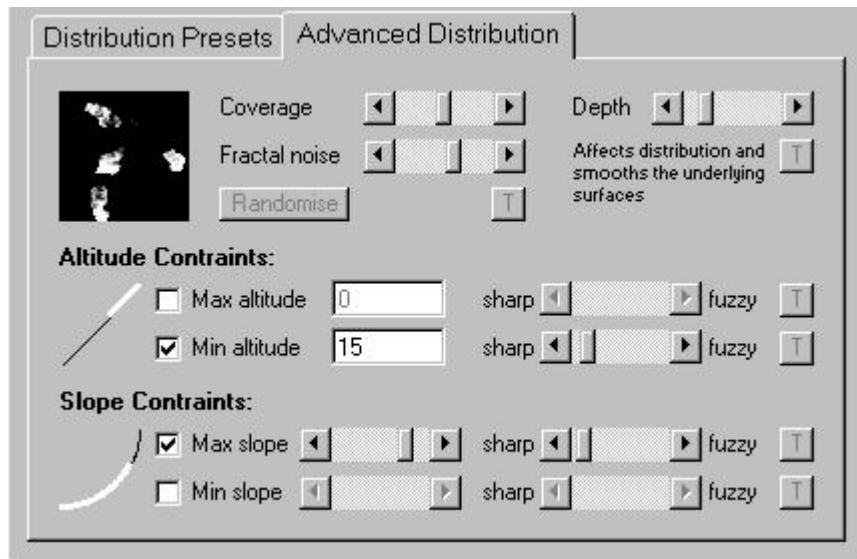 Distribution Presets Advanced Distribution
Coverage Depth
Fractal noise Affects distribution and smooths the underlying surfaces T
Randomise T
Altitude Contraints:
Max altitude 0 sharp fuzzy T
Min altitude 15 sharp fuzzy T
Slope Contraints:
Max slope sharp fuzzy T
Min slope sharp fuzzy T